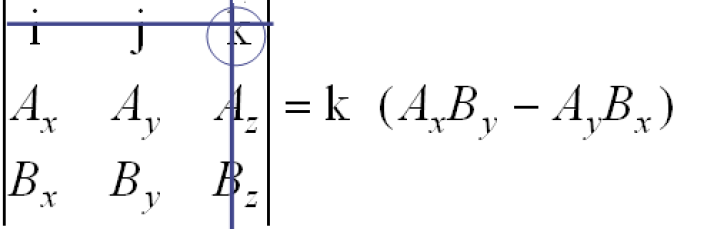 i j k
A_x A_y A_z = k (A_xB_y − A_yB_x)
B_x B_y B_z